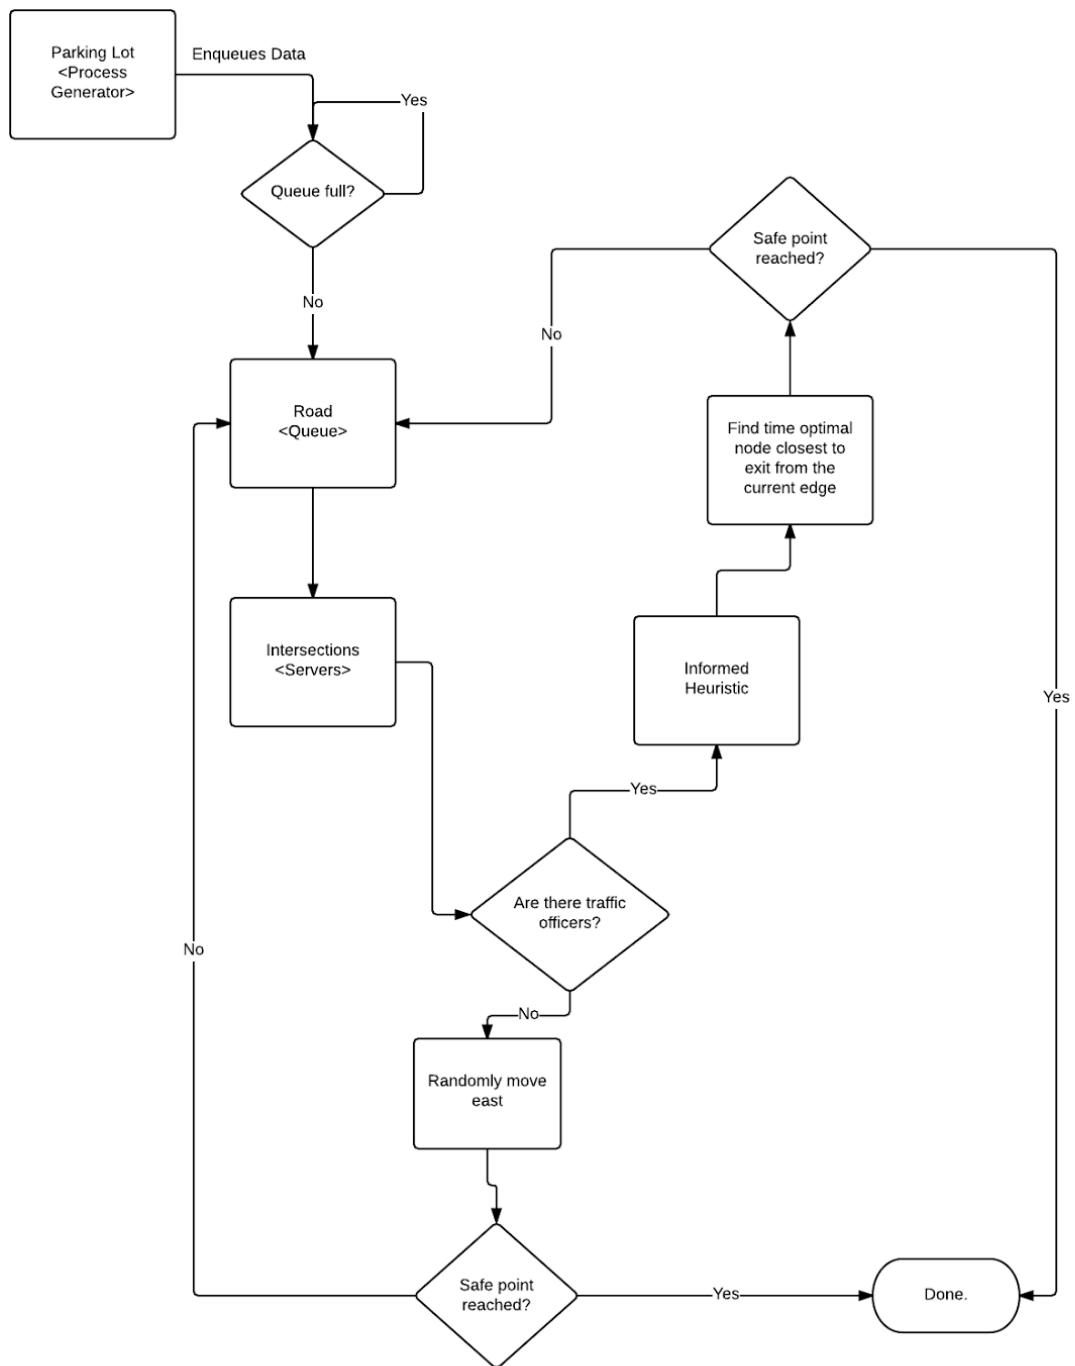 Parking Lot
<Process
Generator>
Enqueues Data
Yes
Queue full?
No
Safe point
reached?
No
Road
<Queue>
Find time optimal
node closest to
exit from the
current edge
Intersections
<Servers>
Informed
Heuristic
Yes
Yes
Are there traffic
officers?
No
No
Randomly move
east
Safe point
reached?
Yes
Done.